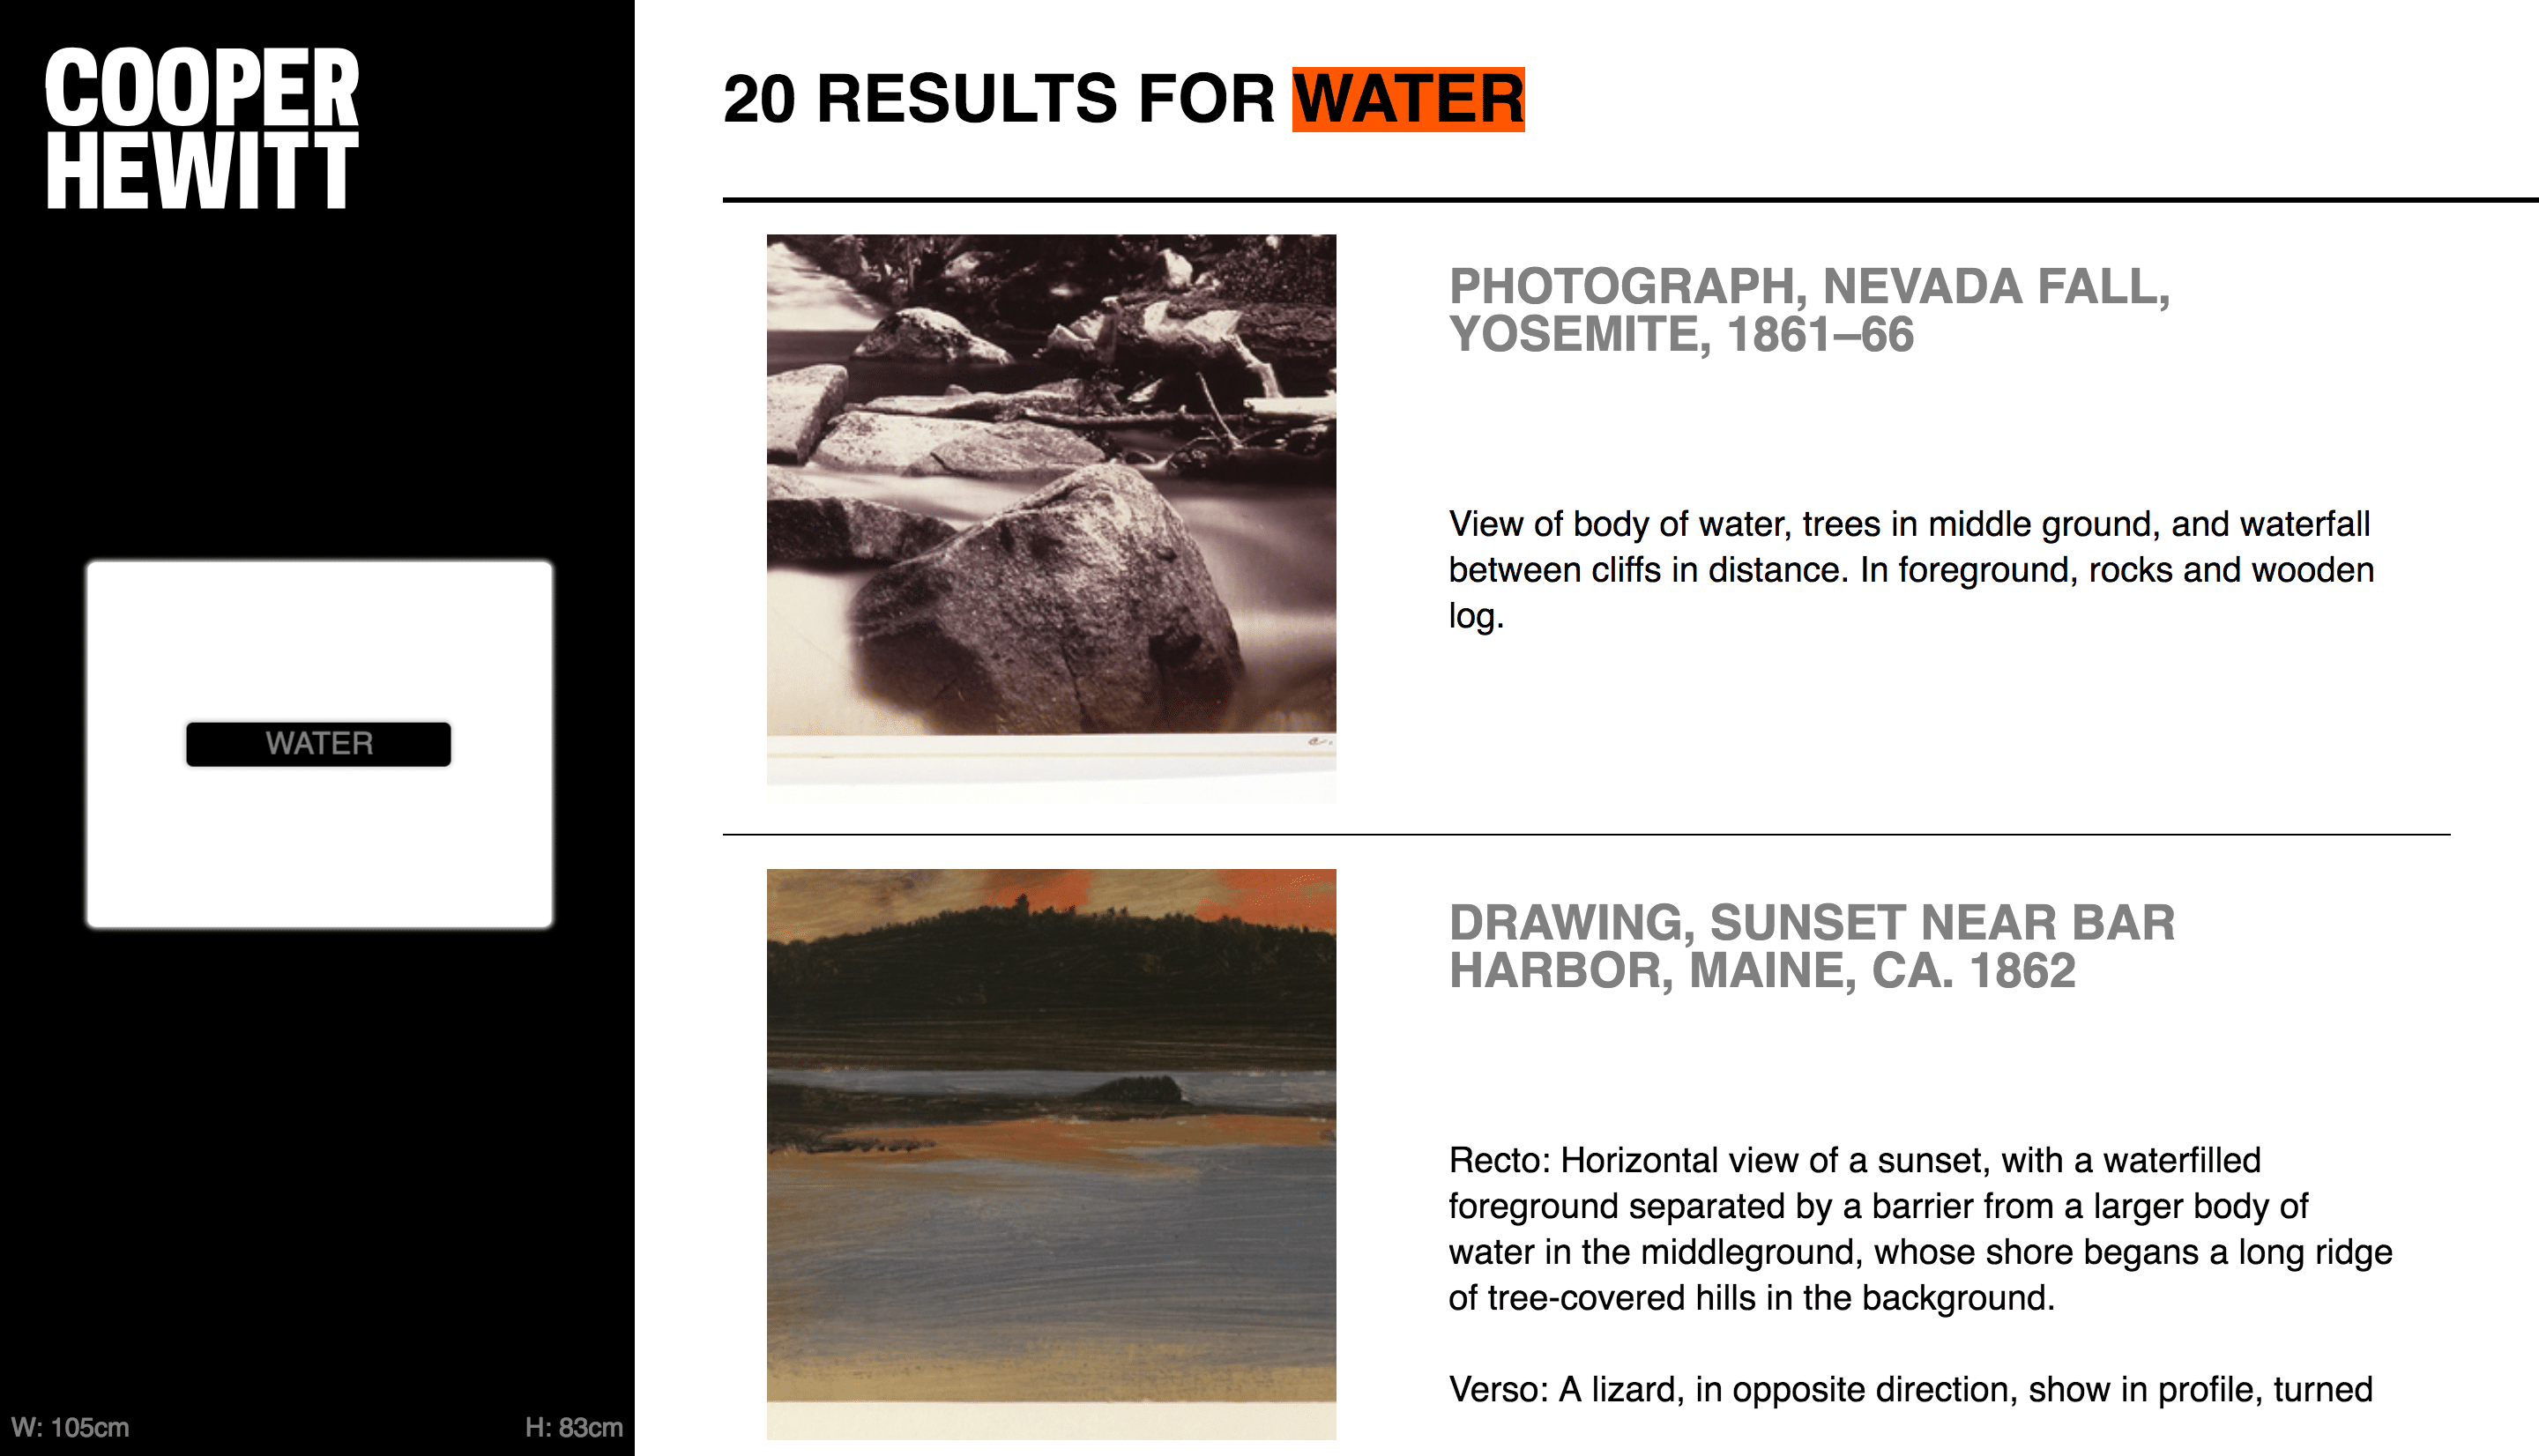 COOPER
HEWITT
WATER
W: 105cm
H: 83cm
20 RESULTS FOR WATER
PHOTOGRAPH, NEVADA FALL,
YOSEMITE, 1861–66
View of body of water, trees in middle ground, and waterfall
between cliffs in distance. In foreground, rocks and wooden
log.
DRAWING, SUNSET NEAR BAR
HARBOR, MAINE, CA. 1862
Recto: Horizontal view of a sunset, with a waterfilled
foreground separated by a barrier from a larger body of
water in the middleground, whose shore begans a long ridge
of tree-covered hills in the background.
Verso: A lizard, in opposite direction, show in profile, turned